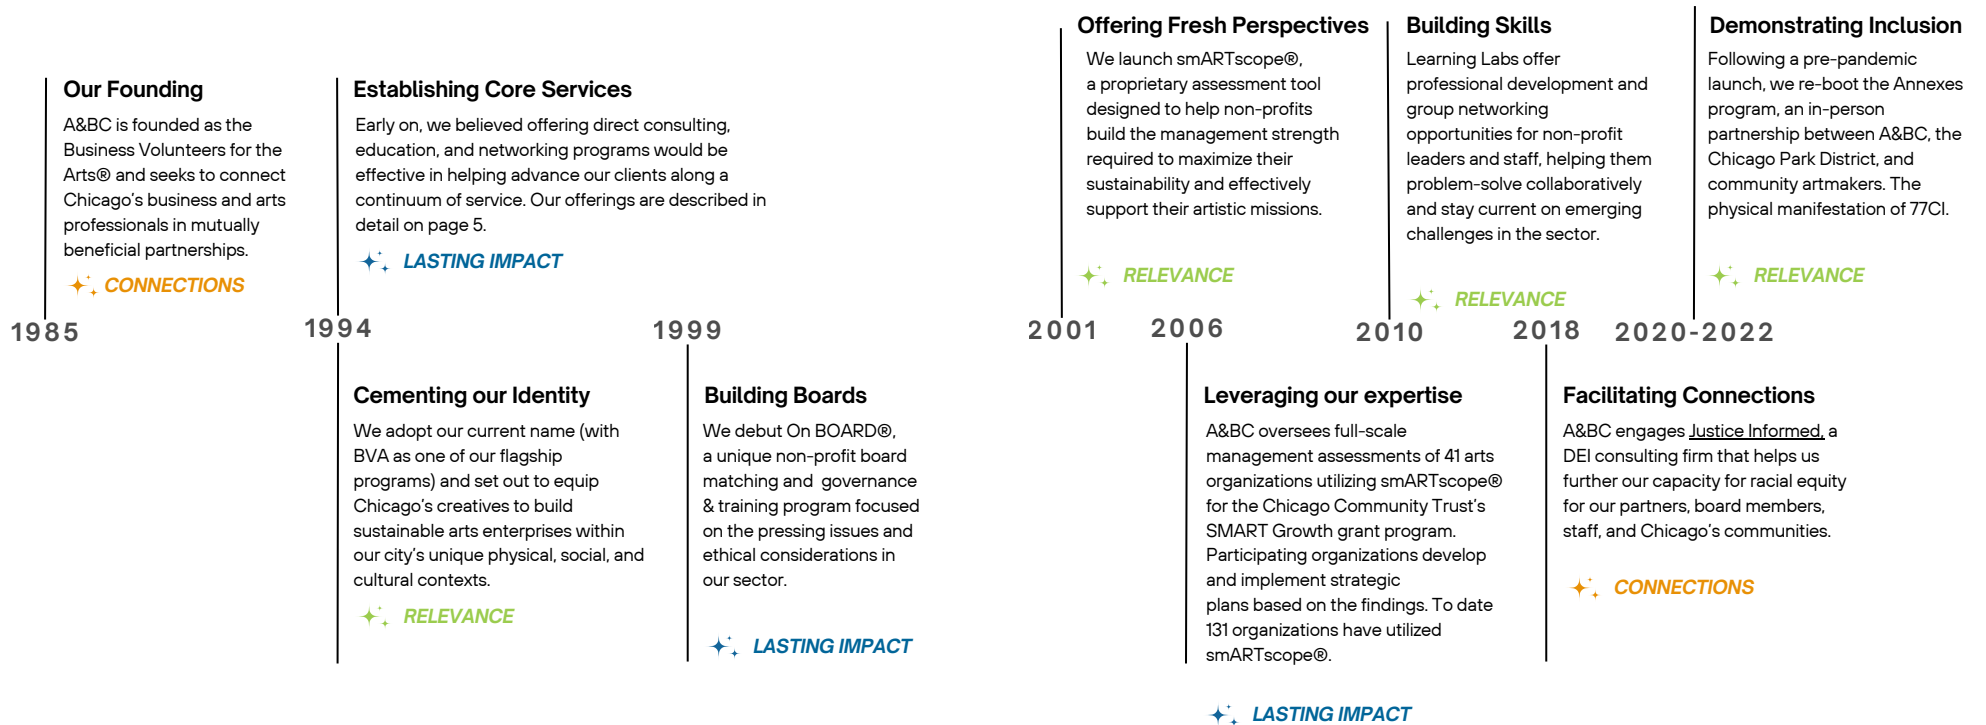 Our Founding
A&BC is founded as the
Business Volunteers for the
Arts® and seeks to connect
Chicago's business and arts
professionals in mutually
beneficial partnerships.
CONNECTIONS
1985
Establishing Core Services
Early on, we believed offering direct consulting,
education, and networking programs would be
effective in helping advance our clients along a
continuum of service. Our offerings are described in
detail on page 5.
LASTING IMPACT
1994
Cementing our Identity
We adopt our current name (with
BVA as one of our flagship
programs) and set out to equip
Chicago's creatives to build
sustainable arts enterprises within
our city's unique physical, social, and
cultural contexts.
RELEVANCE
1999
Building Boards
We debut On BOARD®,
a unique non-profit board
matching and governance
& training program focused
on the pressing issues and
ethical considerations in
our sector.
LASTING IMPACT
Offering Fresh Perspectives
We launch smARTscope®,
a proprietary assessment tool
designed to help non-profits
build the management strength
required to maximize their
sustainability and effectively
support their artistic missions.
RELEVANCE
2001
2006
Leveraging our expertise
A&BC oversees full-scale
management assessments of 41 arts
organizations utilizing smARTscope®
for the Chicago Community Trust's
SMART Growth grant program.
Participating organizations develop
and implement strategic
plans based on the findings. To date
131 organizations have utilized
smARTscope®.
LASTING IMPACT
Building Skills
Learning Labs offer
professional development and
group networking
opportunities for non-profit
leaders and staff, helping them
problem-solve collaboratively
and stay current on emerging
challenges in the sector.
RELEVANCE
2010
2018
Facilitating Connections
A&BC engages Justice Informed, a
DEI consulting firm that helps us
further our capacity for racial equity
for our partners, board members,
staff, and Chicago's communities.
CONNECTIONS
Demonstrating Inclusion
Following a pre-pandemic
launch, we re-boot the Annexes
program, an in-person
partnership between A&BC, the
Chicago Park District, and
community artmakers. The
physical manifestation of 77CI.
RELEVANCE
2020-2022